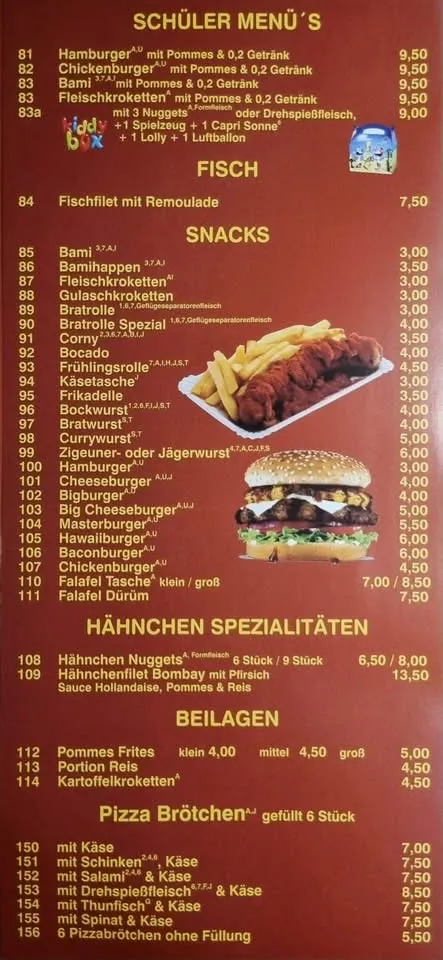 SCHÜLER MENÜ´S
81 Hamburger A,U mit Pommes & 0,2 Getränk 9,50
82 Chickenburger A,U mit Pommes & 0,2 Getränk 9,50
83 Bami 3,7,A,I mit Pommes & 0,2 Getränk 9,50
83 Fleischkroketten A mit Pommes & 0,2 Getränk 9,50
83a mit 3 Nuggets A,Formfleisch oder Drehspießfleisch, 9,00
kiddy box +1 Spielzeug + 1 Capri Sonne
+ 1 Lolly + 1 Luftballon
FISCH
84 Fischfilet mit Remoulade 7,50
SNACKS
85 Bami 3,7,A,I 3,00
86 Bamihappen 3,7,A,I 3,50
87 Fleischkroketten AI 3,00
88 Gulaschkroketten 3,00
89 Bratrolle 1,6,7,Geflügelseparatorenfleisch 3,00
90 Bratrolle Spezial 1,6,7,Geflügelseparatorenfleisch 4,00
91 Corny 2,3,6,7,A,B,I,J 3,50
92 Bocado 4,00
93 Frühlingsrolle 7,A,I,H,J,S,T 4,50
94 Käsetasche J 3,00
95 Frikadelle 3,50
96 Bockwurst 1,2,6,F,I,J,S,T 4,00
97 Bratwurst S,T 4,00
98 Currywurst S,T 5,00
99 Zigeuner- oder Jägerwurst 4,7,A,C,J,F,S 6,00
100 Hamburger A,U 3,00
101 Cheeseburger A,U,J 4,00
102 Bigburger A,U 4,00
103 Big Cheeseburger A,U,J 5,00
104 Masterburger A,U 5,50
105 Hawaiiburger A,U 6,00
106 Baconburger A,U 6,00
107 Chickenburger A,U 4,50
110 Falafel Tasche A klein / groß 7,00 / 8,50
111 Falafel Dürüm 7,50
HÄHNCHEN SPEZIALITÄTEN
108 Hähnchen Nuggets A, Formfleisch 6 Stück / 9 Stück 6,50 / 8,00
109 Hähnchenfilet Bombay mit Pfirsich 13,50
Sauce Hollandaise, Pommes & Reis
BEILAGEN
112 Pommes Frites klein 4,00 mittel 4,50 groß 5,00
113 Portion Reis 4,50
114 Kartoffelkroketten A 4,50
Pizza Brötchen A,J gefüllt 6 Stück
150 mit Käse 7,00
151 mit Schinken 2,4,6, Käse 7,50
152 mit Salami 2,4,6 & Käse 7,50
153 mit Drehspießfleisch 6,7,F,J & Käse 8,50
154 mit Thunfisch G & Käse 7,50
155 mit Spinat & Käse 7,50
156 6 Pizzabrötchen ohne Füllung 5,50